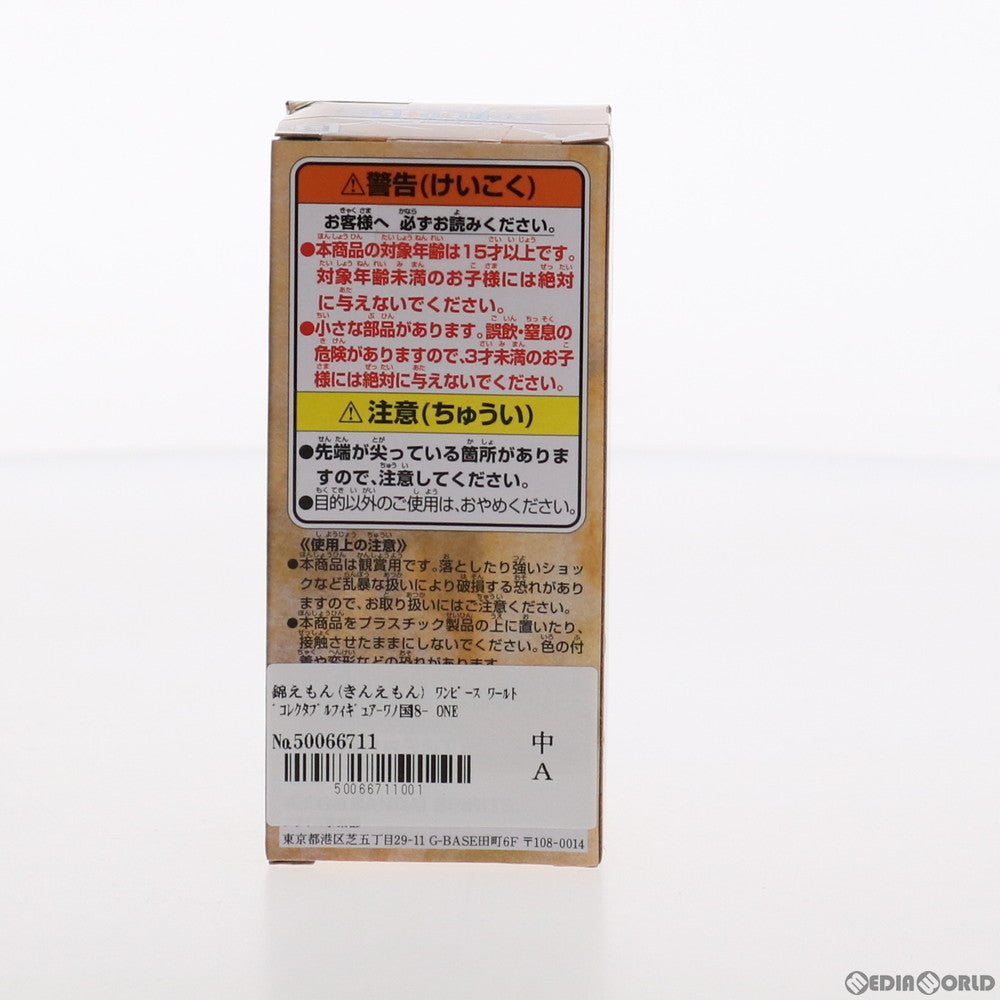 ⚠警告(けいこく)
お客様へ 必ずお読みください。
●本商品の対象年齢は15才以上です。
対象年齢未満のお子様には絶対
に与えないでください。
●小さな部品があります。誤飲・窒息の
危険がありますので、3才未満のお子
様には絶対に与えないでください。
⚠注意(ちゅうい)
●先端が尖っている箇所がありま
すので、注意してください。
●目的以外のご使用は、おやめください。
《使用上の注意》
●本商品は観賞用です。落としたり強いショッ
クなど乱暴な扱いにより破損する恐れがあり
ますので、お取り扱いにはご注意ください。
●本商品をプラスチック製品の上に置いたり、
接触させたままにしないでください。色の付
着や変形などの恐れがあります。
錦えもん(きんえもん) ワンピース ワールト
゛コレクタブルフィギュアーワノ国8- ONE
No.50066711
中
A
50066711001
東京都港区芝五丁目29-11 G-BASE田町6F 〒108-0014
MEDIAWORLD